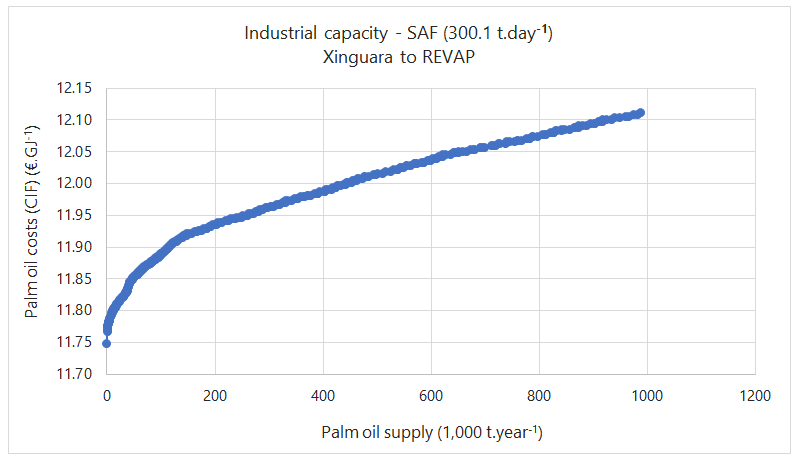 Industrial capacity - SAF (300.1 t.day⁻¹)
Xinguara to REVAP
Palm oil costs (CIF) (€.GJ⁻¹)
12.15
12.10
12.05
12.00
11.95
11.90
11.85
11.80
11.75
11.70
0 200 400 600 800 1000 1200
Palm oil supply (1,000 t.year⁻¹)